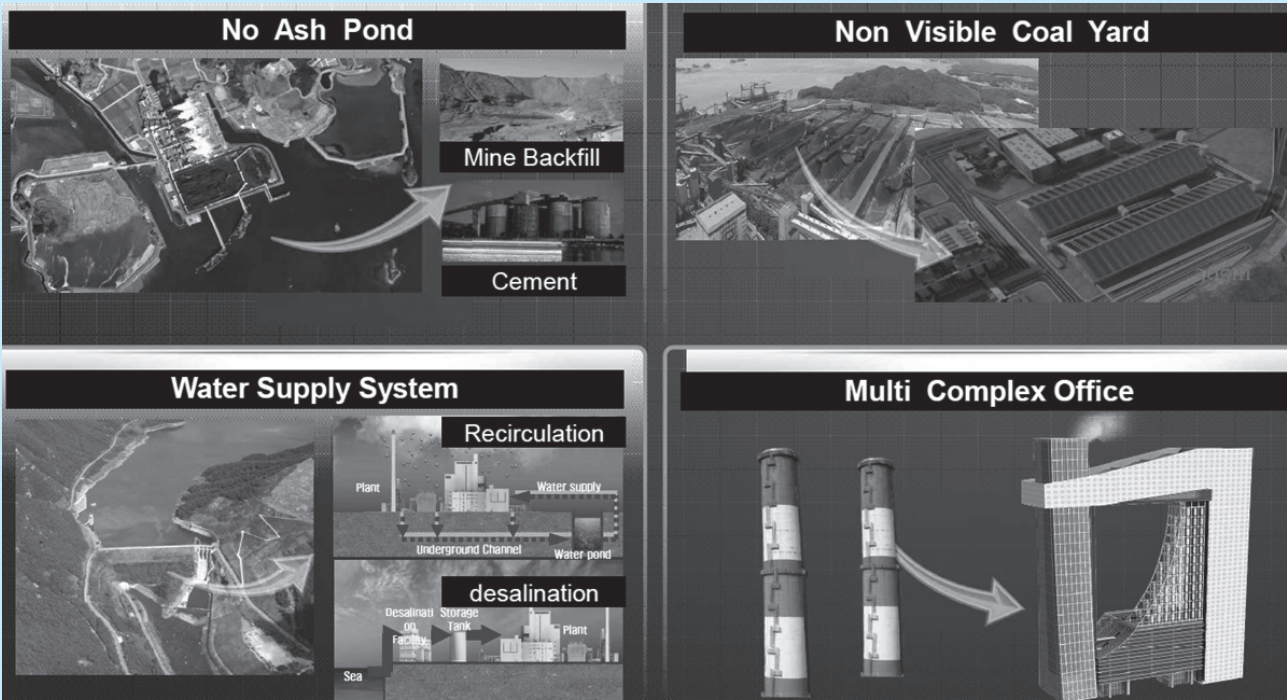 No Ash Pond
Mine Backfill
Cement
Non Visible Coal Yard
Water Supply System
Recirculation
Plant
Water supply
Underground Channel
Water pond
desalination
Desalinati
on
Facility
Storage
Tank
Plant
Sea
Multi Complex Office